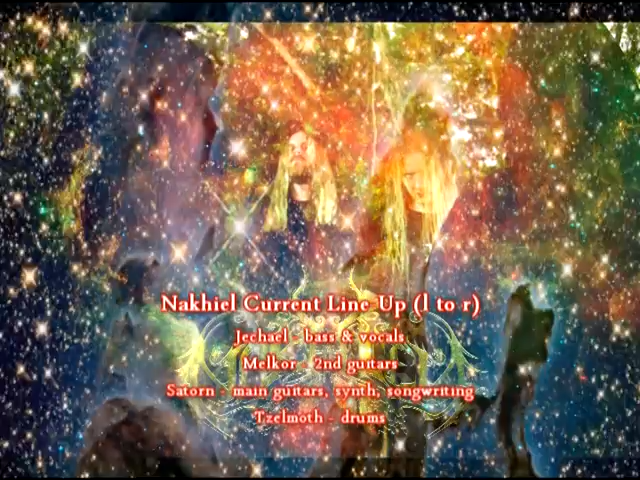 Nakhiel Current Line Up (l to r)
Jechael - bass & vocals
Melkor - 2nd guitars
Satorn - main guitars, synth, songwriting
Tzelmoth - drums